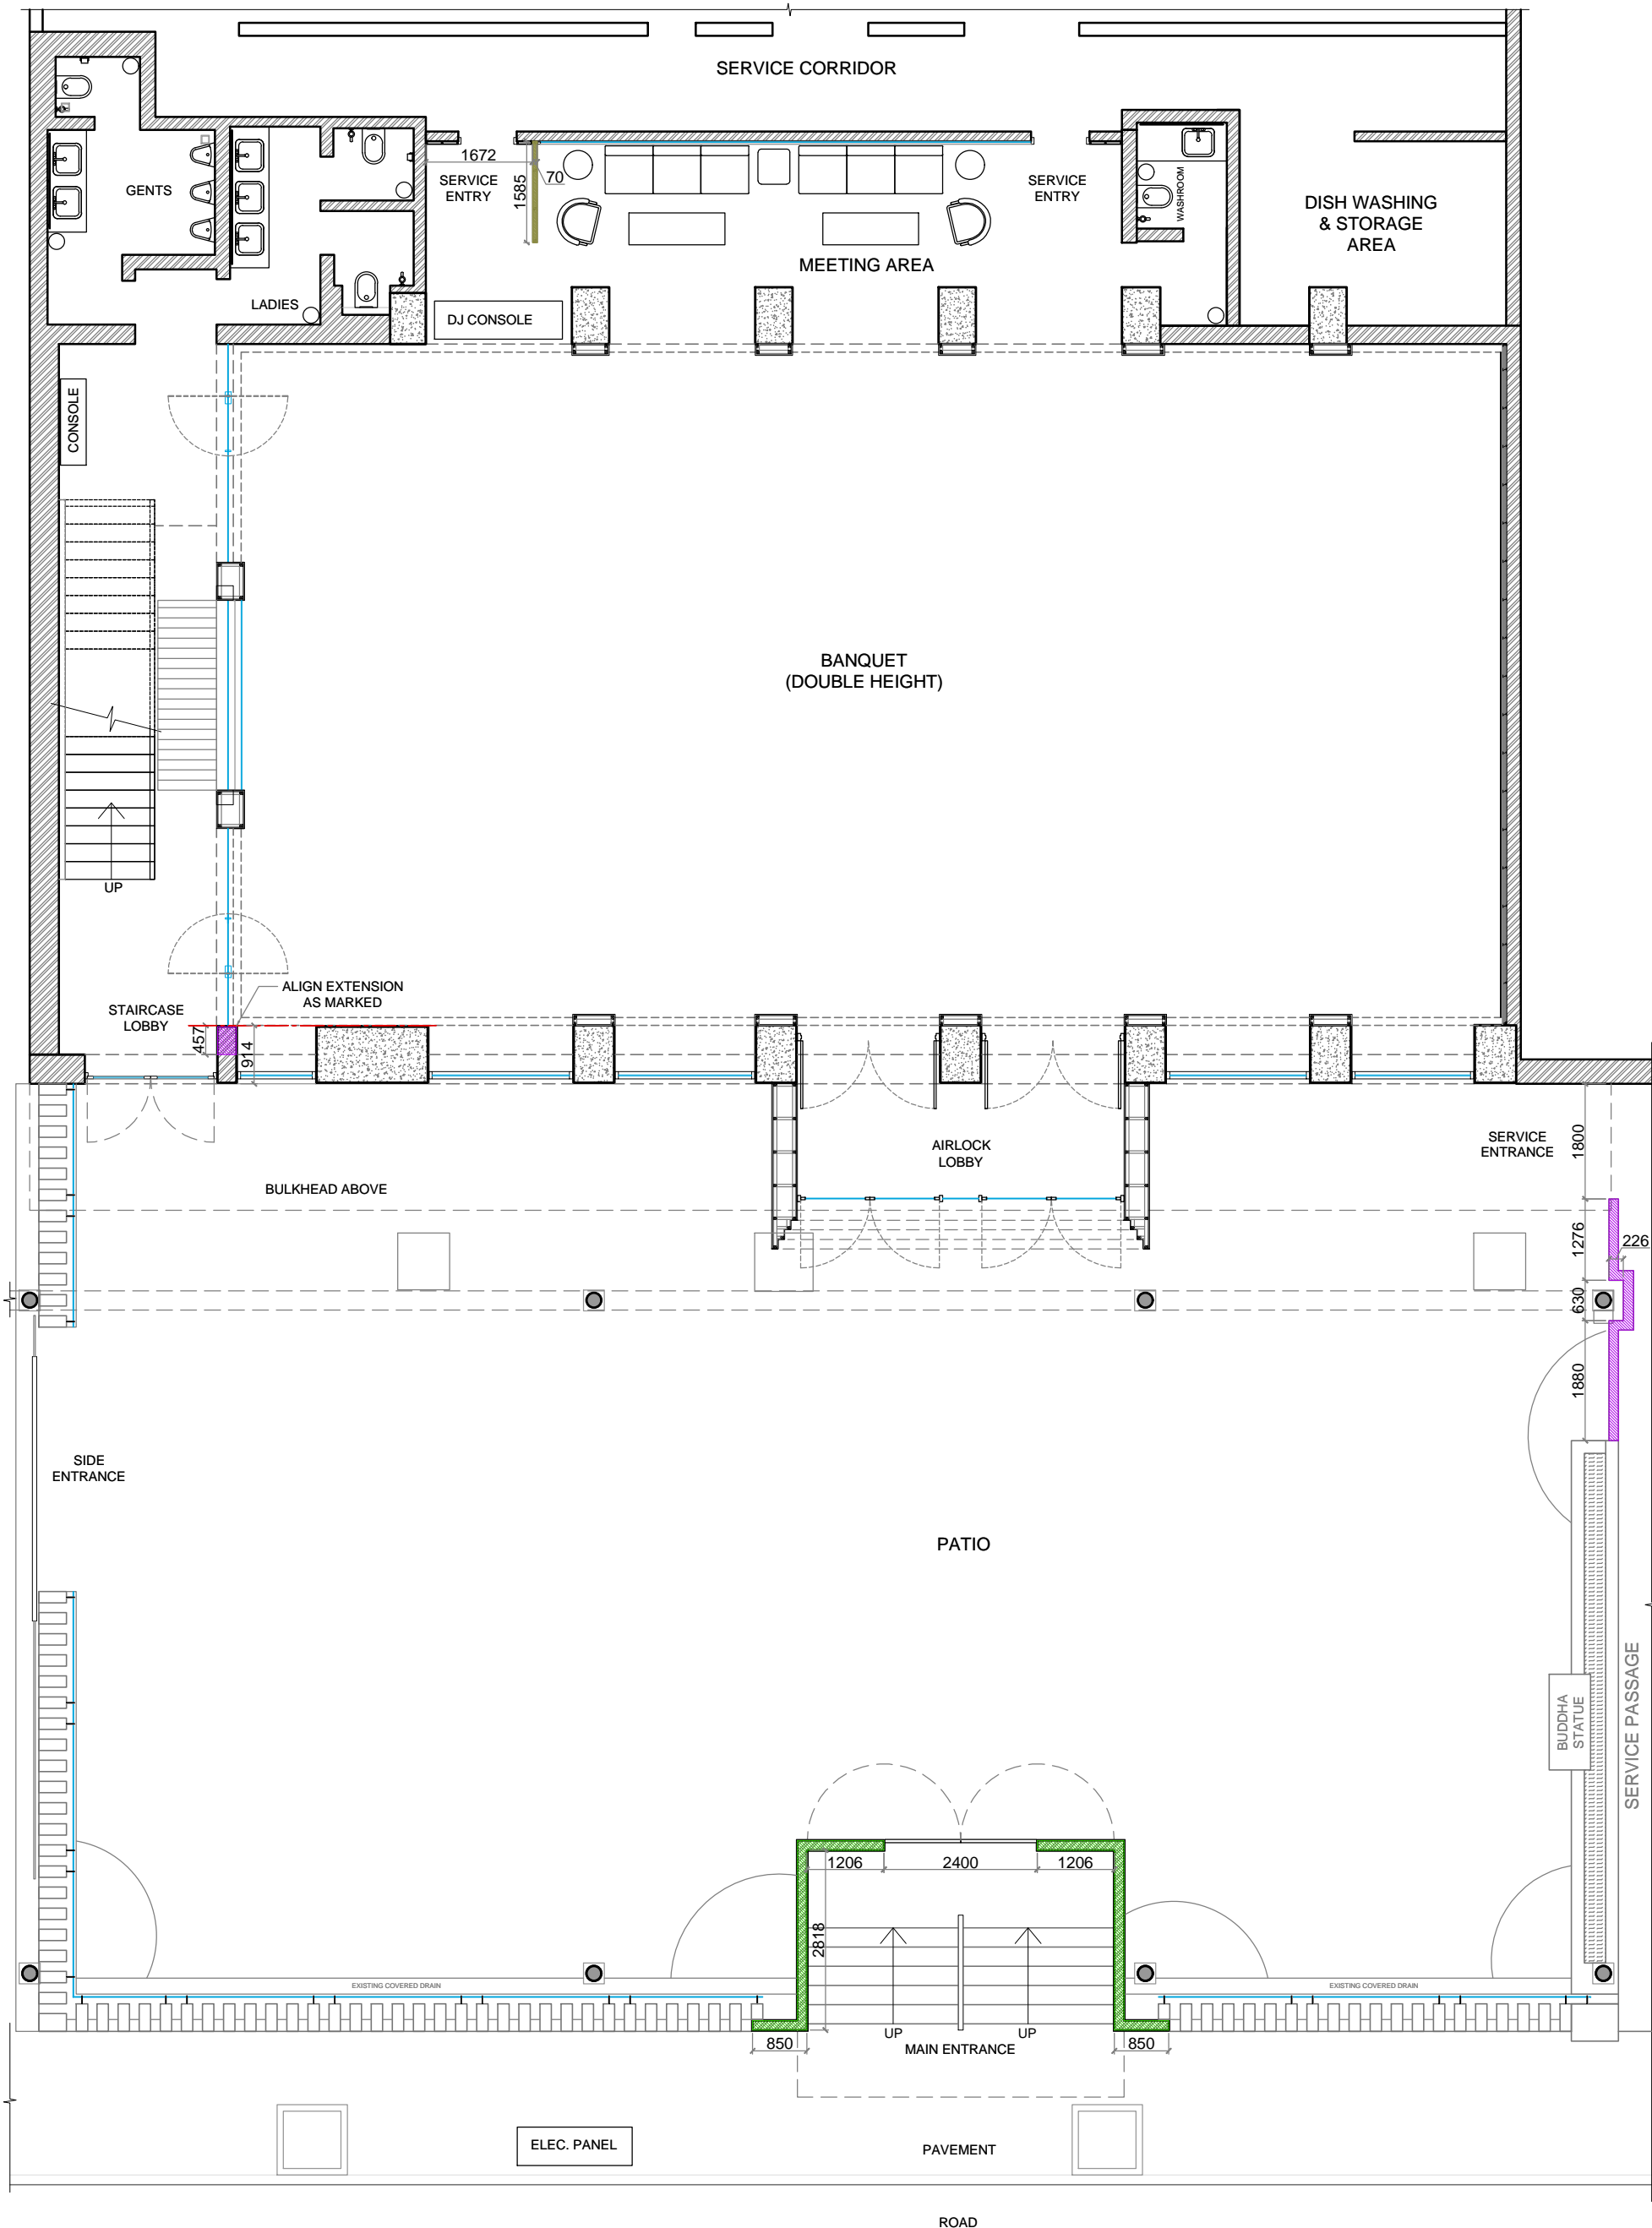 SERVICE CORRIDOR
1672
70
1585
SERVICE
ENTRY
SERVICE
ENTRY
GENTS
WASHROOM
DISH WASHING
& STORAGE
AREA
MEETING AREA
LADIES
DJ CONSOLE
CONSOLE
BANQUET
(DOUBLE HEIGHT)
UP
ALIGN EXTENSION
AS MARKED
STAIRCASE
LOBBY
457
914
AIRLOCK
LOBBY
SERVICE
ENTRANCE
1800
BULKHEAD ABOVE
1276
226
630
1880
SIDE
ENTRANCE
PATIO
BUDDHA
STATUE
SERVICE PASSAGE
1206
2400
1206
2818
EXISTING COVERED DRAIN
EXISTING COVERED DRAIN
UP
UP
850
MAIN ENTRANCE
850
ELEC. PANEL
PAVEMENT
ROAD